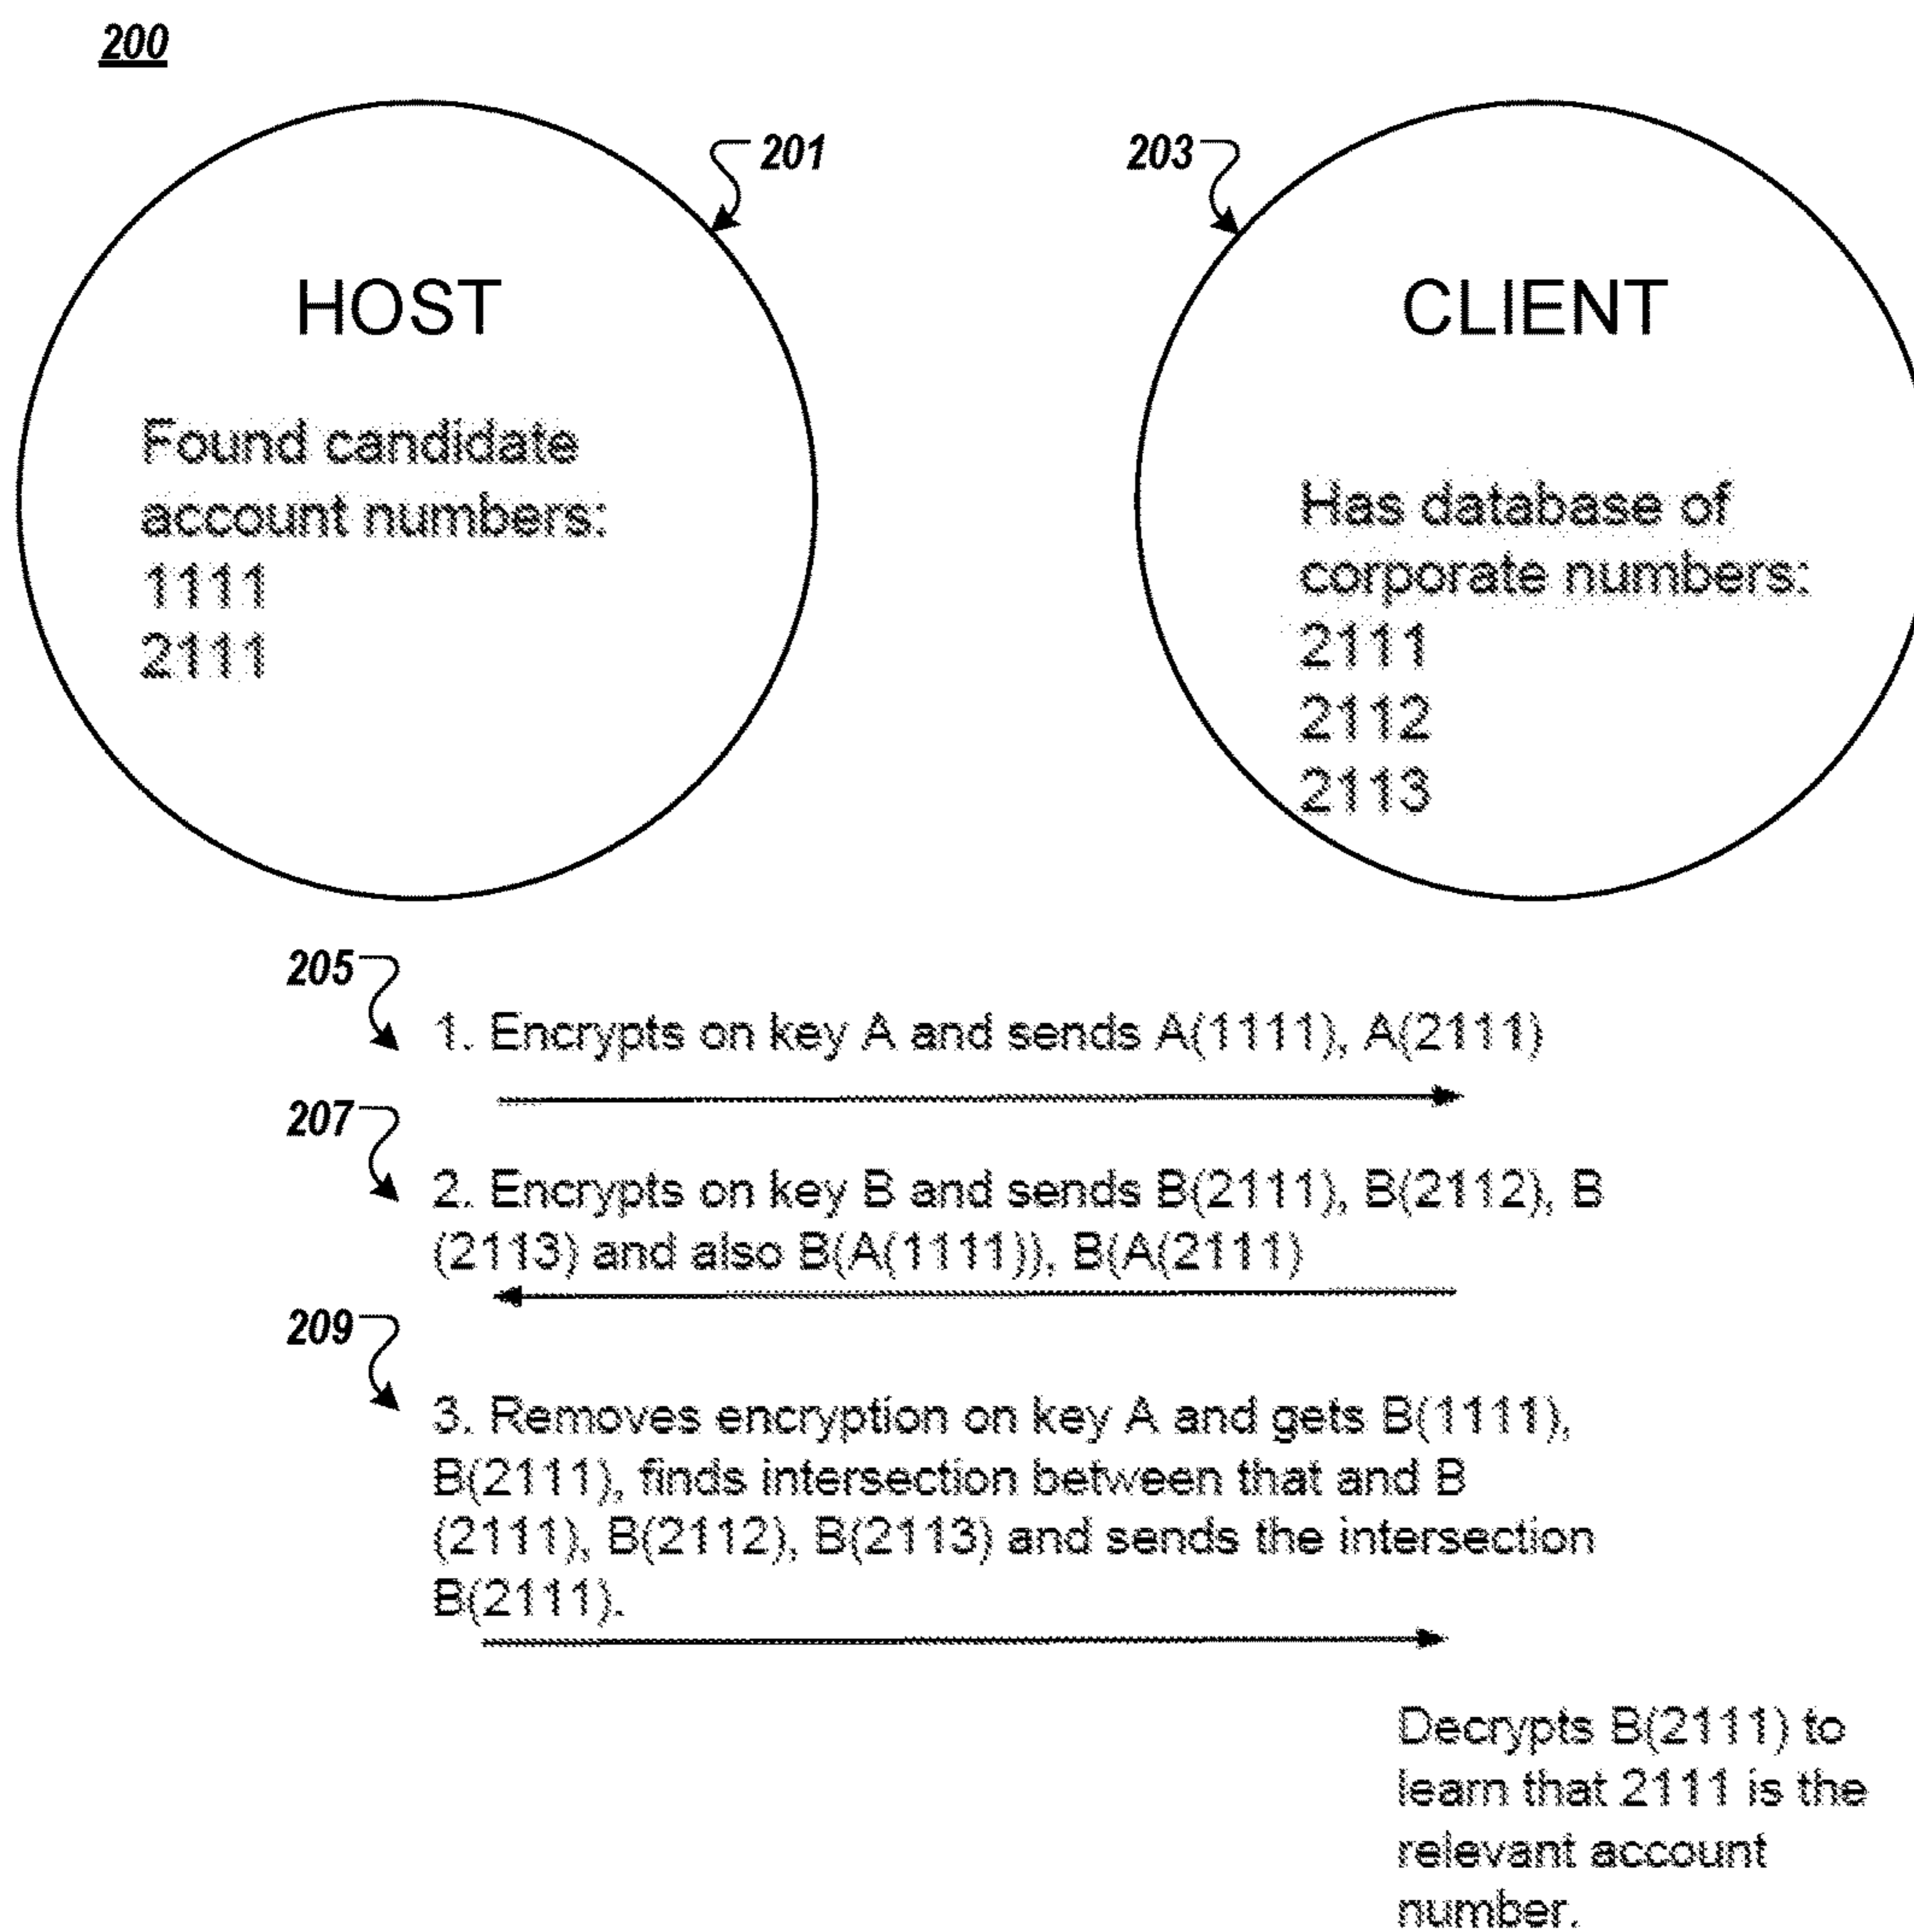 200
201
203
HOST
Found candidate
account numbers:
1111
2111
CLIENT
Has database of
corporate numbers:
2111
2112
2113
205
1. Encrypts on key A and sends A(1111), A(2111)
207
2. Encrypts on key B and sends B(2111), B(2112), B
(2113) and also B(A(1111)), B(A(2111)
209
3. Removes encryption on key A and gets B(1111),
B(2111), finds intersection between that and B
(2111), B(2112), B(2113) and sends the intersection
B(2111).
Decrypts B(2111) to
learn that 2111 is the
relevant account
number.